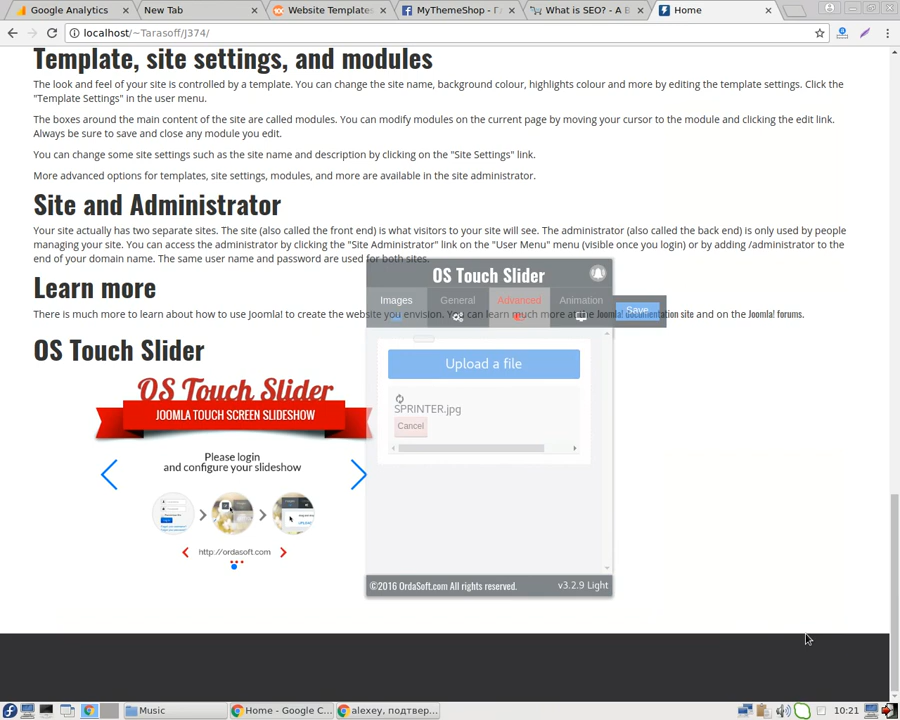 Google Analytics
New Tab
Website Templates
MyThemeShop - F
What is SEO? - A B
Home
localhost/~Tarasoff/J374/
Template, site settings, and modules
The look and feel of your site is controlled by a template. You can change the site name, background colour, highlights colour and more by editing the template settings. Click the
"Template Settings" in the user menu.
The boxes around the main content of the site are called modules. You can modify modules on the current page by moving your cursor to the module and clicking the edit link.
Always be sure to save and close any module you edit.
You can change some site settings such as the site name and description by clicking on the "Site Settings" link.
More advanced options for templates, site settings, modules, and more are available in the site administrator.
Site and Administrator
Your site actually has two separate sites. The site (also called the front end) is what visitors to your site will see. The administrator (also called the back end) is only used by people
managing your site. You can access the administrator by clicking the "Site Administrator" link on the "User Menu" menu (visible once you login) or by adding /administrator to the
end of your domain name. The same user name and password are used for both sites.
Learn more
There is much more to learn about how to use Joomla! to create the website you envision. You can learn much more at the Joomla! documentation site and on the Joomla! forums.
OS Touch Slider
OS Touch Slider
JOOMLA TOUCH SCREEN SLIDESHOW
Please login
and configure your slideshow
http://ordasoft.com
OS Touch Slider
Images
General
Advanced
Animation
Save
Upload a file
SPRINTER.jpg
Cancel
©2016 OrdaSoft.com All rights reserved.
v3.2.9 Light
Music
Home - Google C...
alexey, подтвер...
10:21